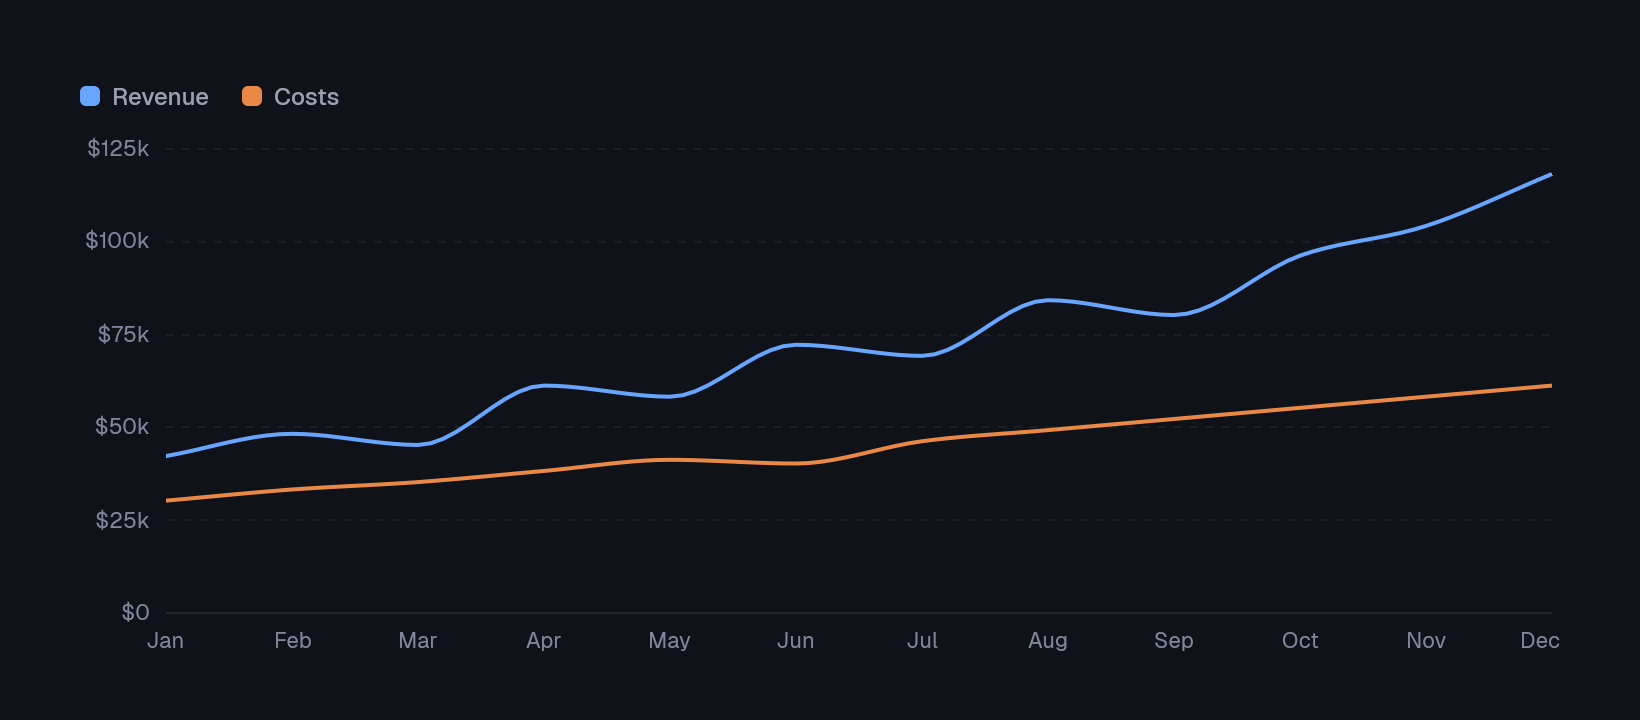 Revenue Costs
$125k
$100k
$75k
$50k
$25k
$0
Jan Feb Mar Apr May Jun Jul Aug Sep Oct Nov Dec